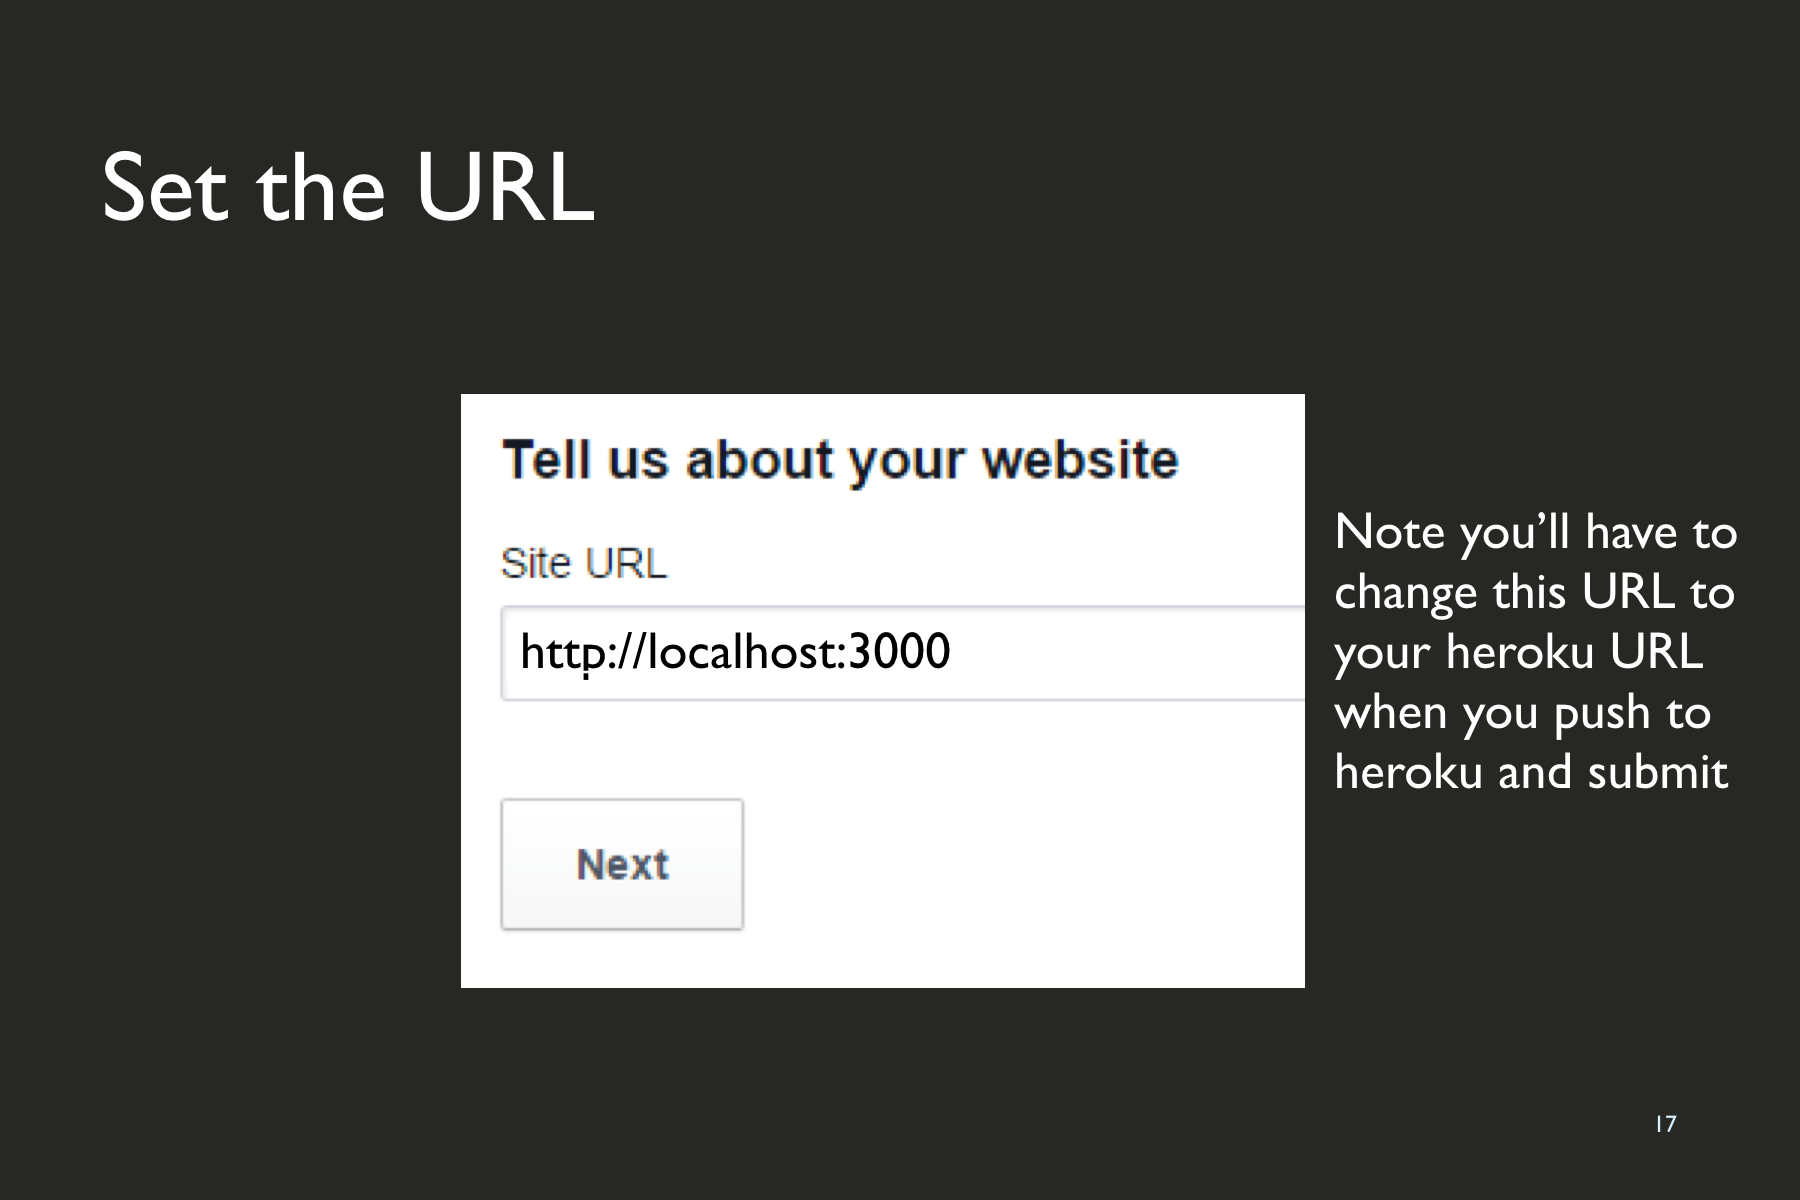 Set the URL
Tell us about your website
Site URL
http://localhost:3000
Next
Note you’ll have to
change this URL to
your heroku URL
when you push to
heroku and submit
17